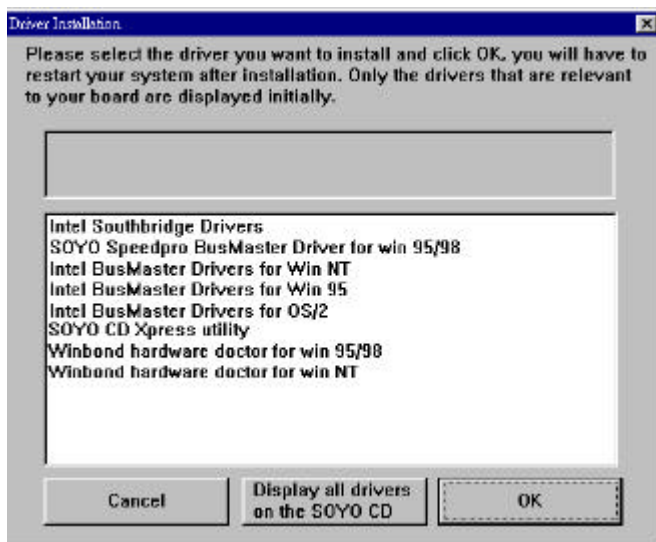 Driver Installation
Please select the driver you want to install and click OK, you will have to
restart your system after installation. Only the drivers that are relevant
to your board are displayed initially.
Intel Southbridge Drivers
SOYO Speedpro BusMaster Driver for win 95/98
Intel BusMaster Drivers for Win NT
Intel BusMaster Drivers for Win 95
Intel BusMaster Drivers for OS/2
SOYO CD Xpress utility
Winbond hardware doctor for win 95/98
Winbond hardware doctor for win NT
Cancel
Display all drivers
on the SOYO CD
OK